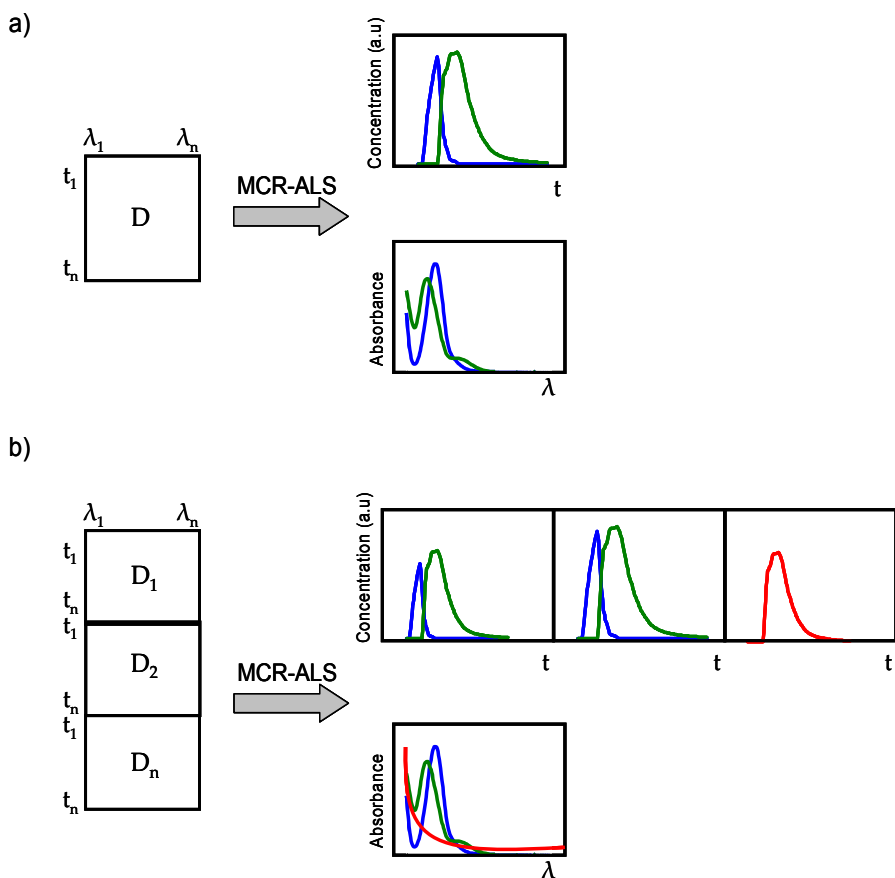 a)
Concentration (a.u)
λ1 λn
t1
MCR-ALS
D
t
tn
Absorbance
λ
b)
λ1 λn
Concentration (a.u)
t1
D1
tn
t1
D2
MCR-ALS
t t t
tn
t1
Dn
tn
Absorbance
λ